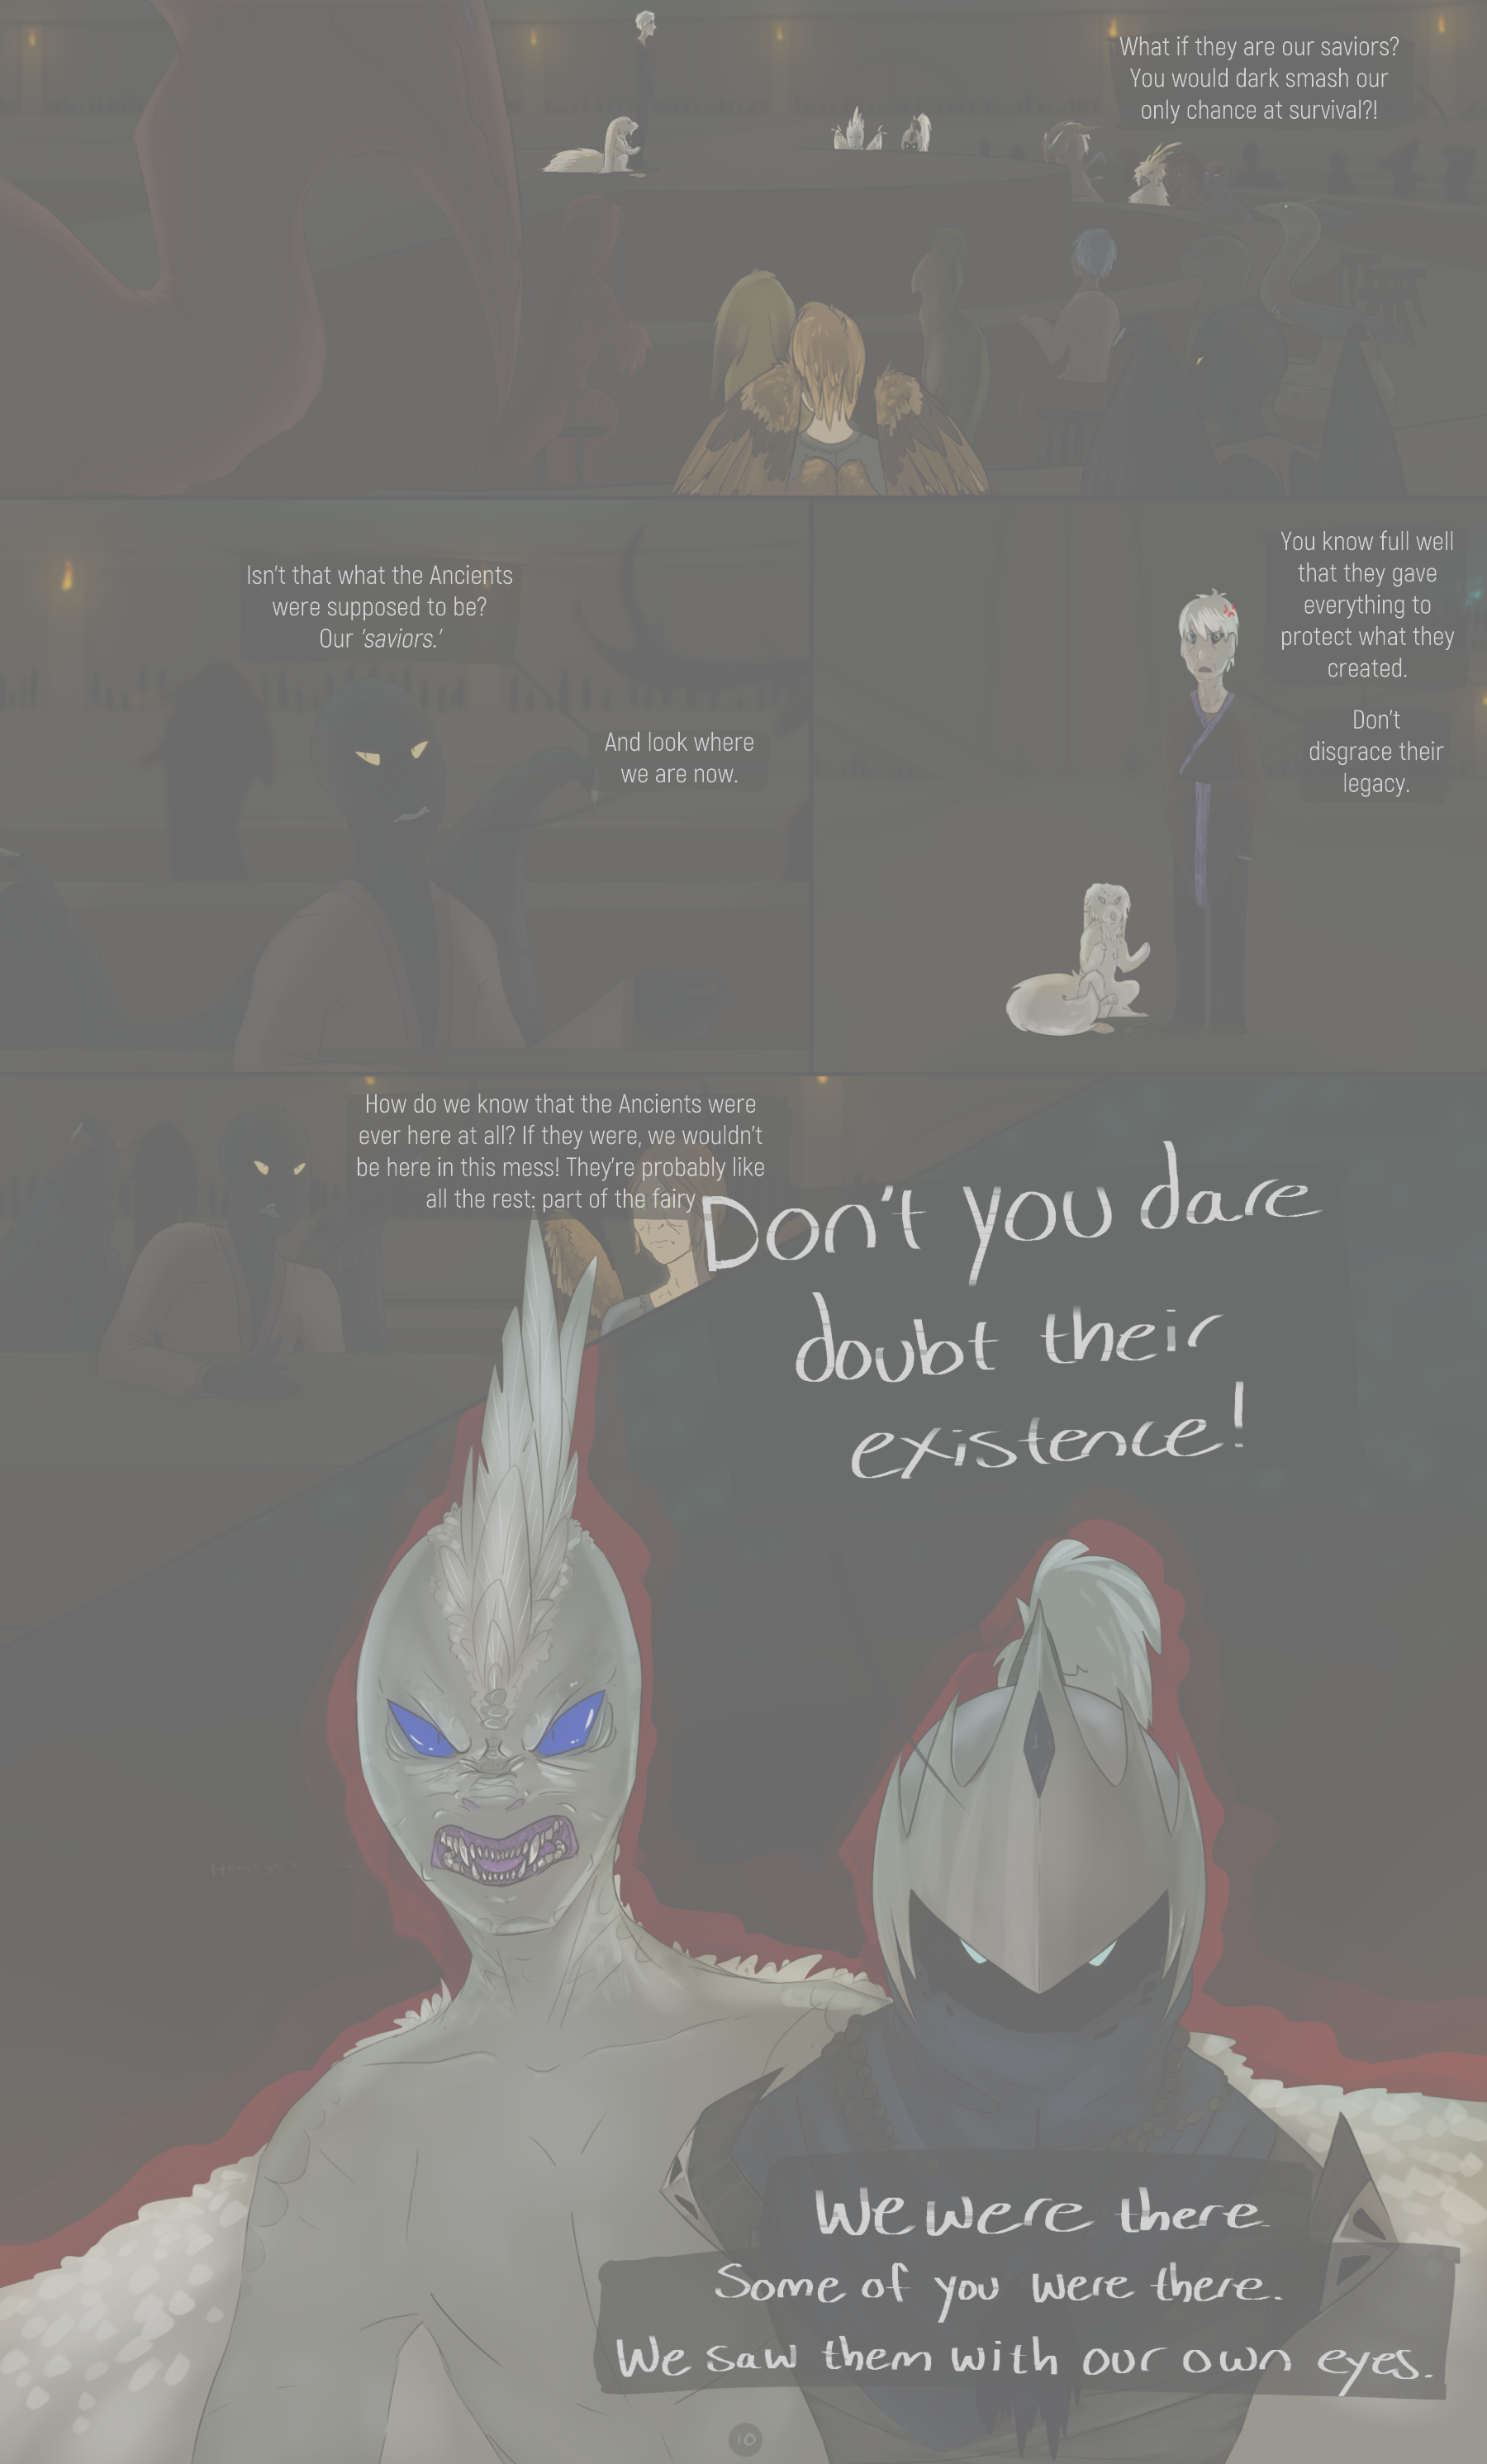 What if they are our saviors?
You would dark smash our
only chance at survival?!
Isn't that what the Ancients
were supposed to be?
Our 'saviors.'
And look where
we are now.
You know full well
that they gave
everything to
protect what they
created.
Don't
disgrace their
legacy.
How do we know that the Ancients were
ever here at all? If they were, we wouldn't
be here in this mess! They're probably like
all the rest: part of the fairy
Don't you dare
doubt their
existence!
We were there.
Some of you were there.
We saw them with our own eyes.
10